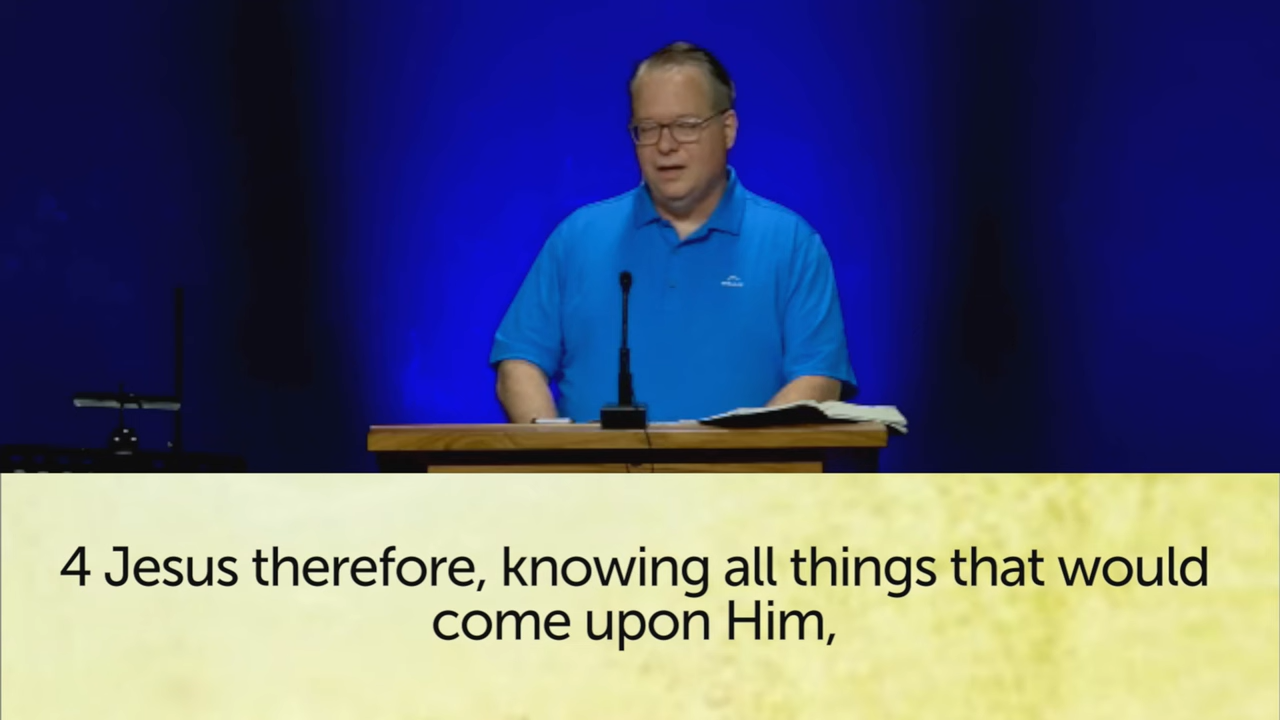 4 Jesus therefore, knowing all things that would
come upon Him,